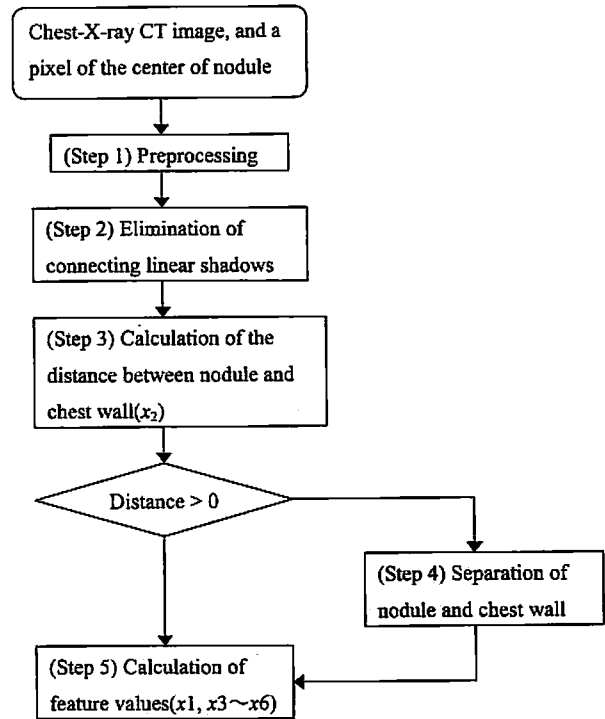 Chest-X-ray CT image, and a
pixel of the center of nodule
(Step 1) Preprocessing
(Step 2) Elimination of
connecting linear shadows
(Step 3) Calculation of the
distance between nodule and
chest wall(x₂)
Distance > 0
(Step 4) Separation of
nodule and chest wall
(Step 5) Calculation of
feature values(x1, x3～x6)